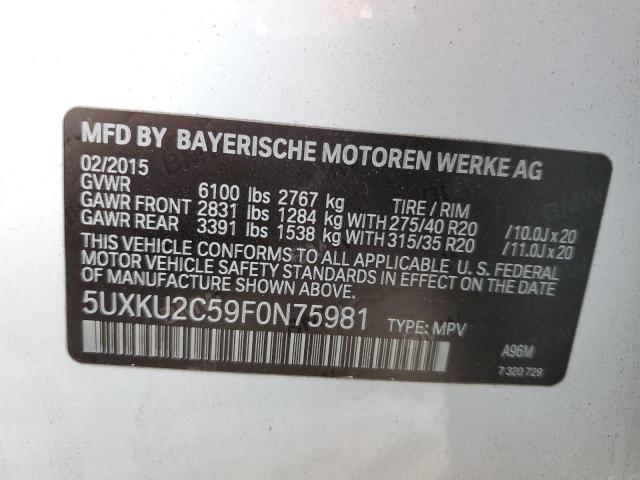 MFD BY BAYERISCHE MOTOREN WERKE AG
02/2015
GVWR 6100 lbs 2767 kg TIRE / RIM
GAWR FRONT 2831 lbs 1284 kg WITH 275/40 R20 /10.0J x 20
GAWR REAR 3391 lbs 1538 kg WITH 315/35 R20 /11.0J x 20
THIS VEHICLE CONFORMS TO ALL APPLICABLE U. S. FEDERAL
MOTOR VEHICLE SAFETY STANDARDS IN EFFECT ON THE DATE
OF MANUFACTURE SHOWN ABOVE.
5UXKU2C59F0N75981 TYPE: MPV
A96M
7 320 729